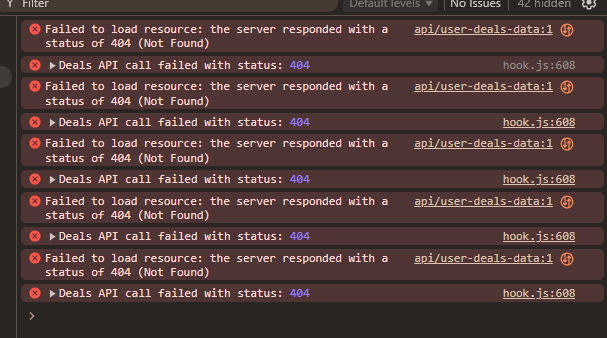 Filter
Default levels ▼
No Issues
42 hidden
Failed to load resource: the server responded with a api/user-deals-data:1
status of 404 (Not Found)
▶ Deals API call failed with status: 404 hook.js:608
Failed to load resource: the server responded with a api/user-deals-data:1
status of 404 (Not Found)
▶ Deals API call failed with status: 404 hook.js:608
Failed to load resource: the server responded with a api/user-deals-data:1
status of 404 (Not Found)
▶ Deals API call failed with status: 404 hook.js:608
Failed to load resource: the server responded with a api/user-deals-data:1
status of 404 (Not Found)
▶ Deals API call failed with status: 404 hook.js:608
Failed to load resource: the server responded with a api/user-deals-data:1
status of 404 (Not Found)
▶ Deals API call failed with status: 404 hook.js:608